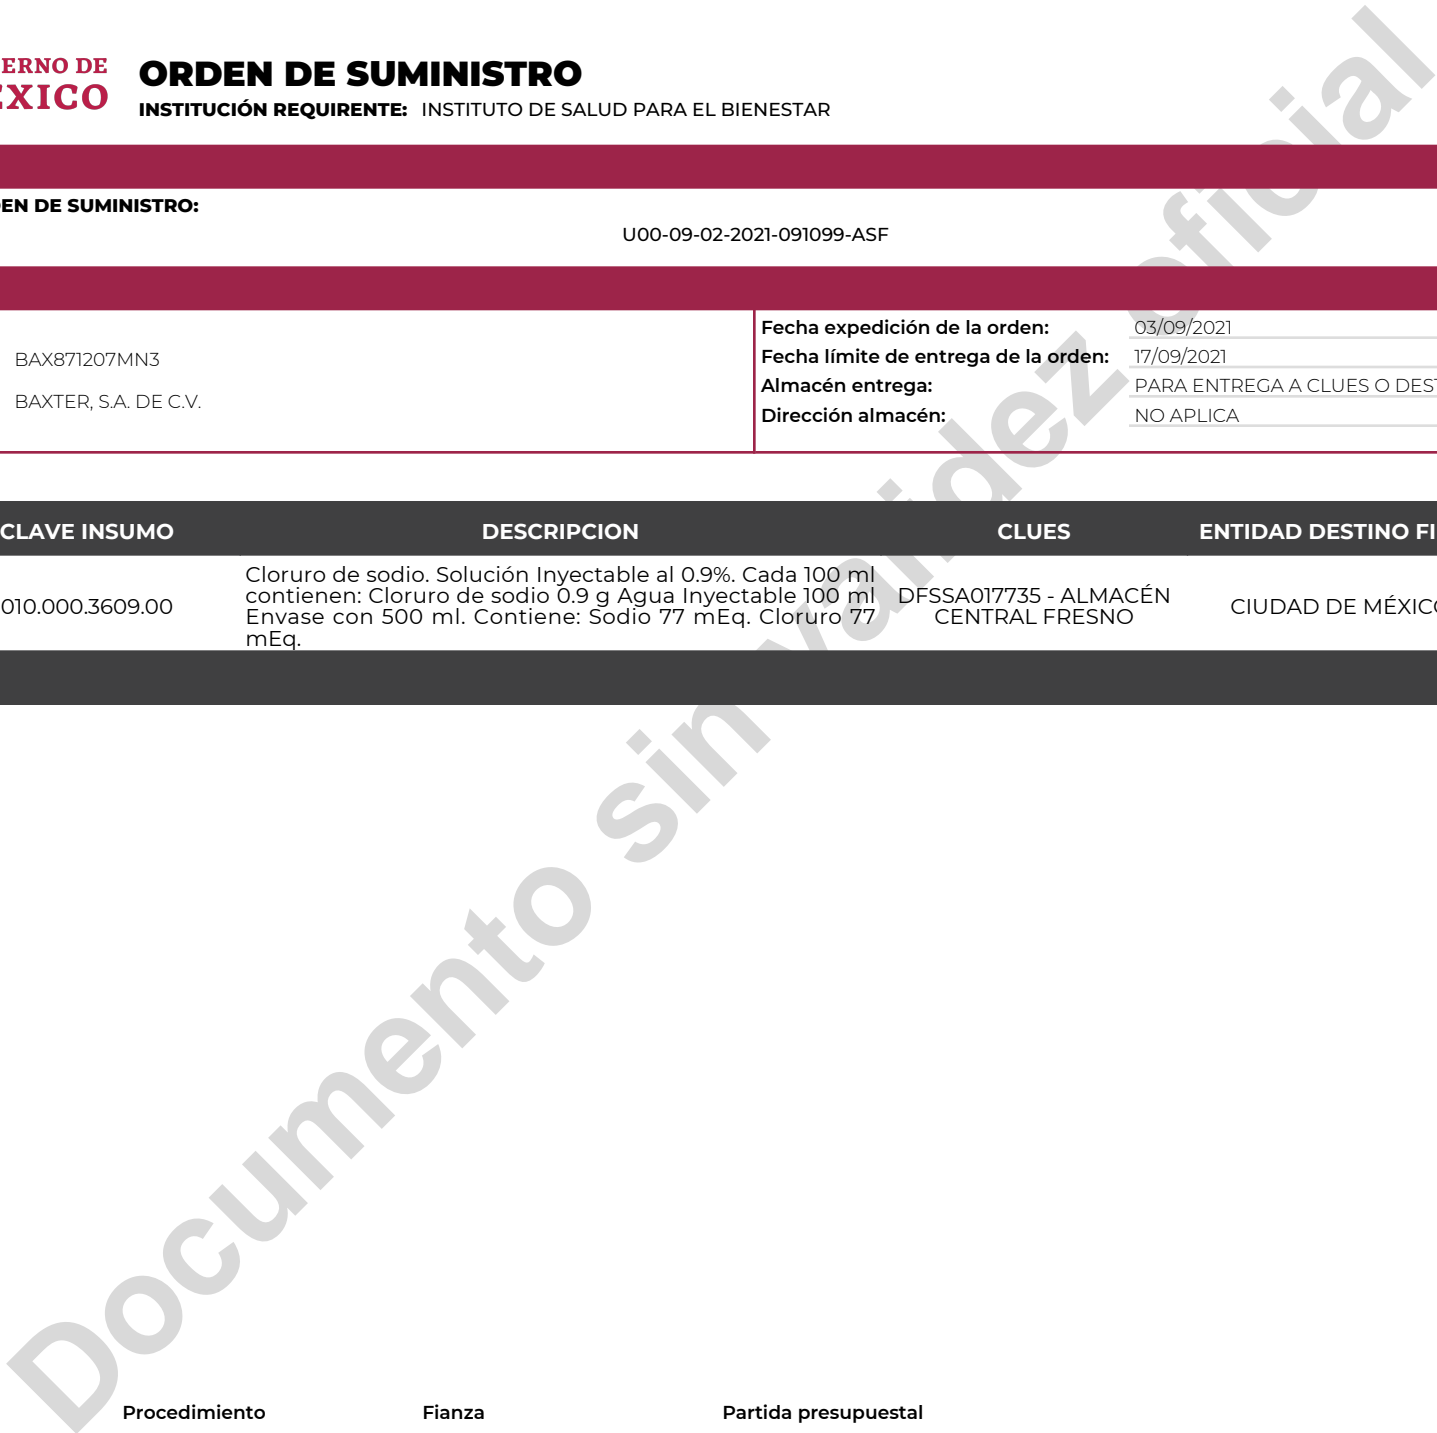 ERNO DE
ÉXICO
ORDEN DE SUMINISTRO
INSTITUCIÓN REQUIRENTE: INSTITUTO DE SALUD PARA EL BIENESTAR
EN DE SUMINISTRO:
U00-09-02-2021-091099-ASF
BAX871207MN3
BAXTER, S.A. DE C.V.
Fecha expedición de la orden: 03/09/2021
Fecha límite de entrega de la orden: 17/09/2021
Almacén entrega: PARA ENTREGA A CLUES O DEST
Dirección almacén: NO APLICA
CLAVE INSUMO DESCRIPCION CLUES ENTIDAD DESTINO FI
010.000.3609.00
Cloruro de sodio. Solución Inyectable al 0.9%. Cada 100 ml
contienen: Cloruro de sodio 0.9 g Agua Inyectable 100 ml
Envase con 500 ml. Contiene: Sodio 77 mEq. Cloruro 77
mEq.
DFSSA017735 - ALMACÉN
CENTRAL FRESNO
CIUDAD DE MÉXICO
Documento sin validez oficial
Procedimiento Fianza Partida presupuestal